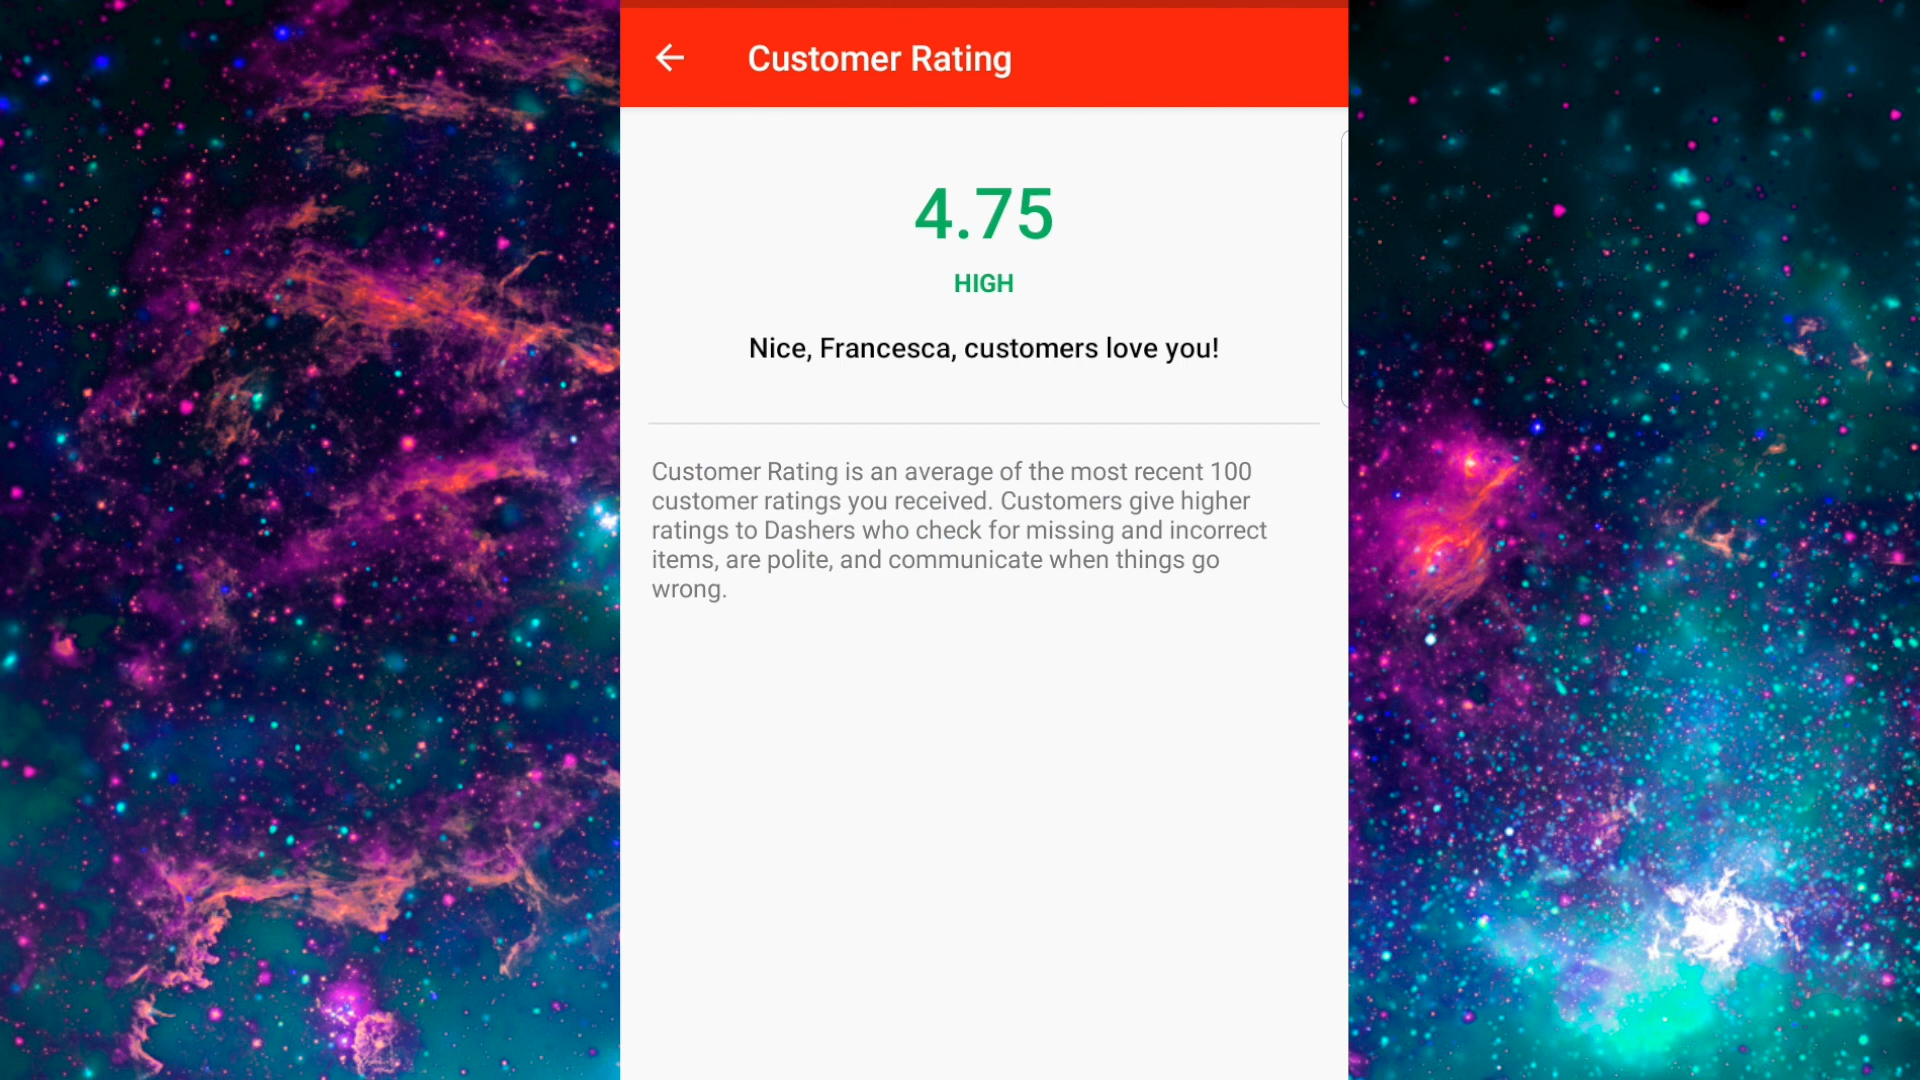 Customer Rating
4.75
HIGH
Nice, Francesca, customers love you!
Customer Rating is an average of the most recent 100
customer ratings you received. Customers give higher
ratings to Dashers who check for missing and incorrect
items, are polite, and communicate when things go
wrong.